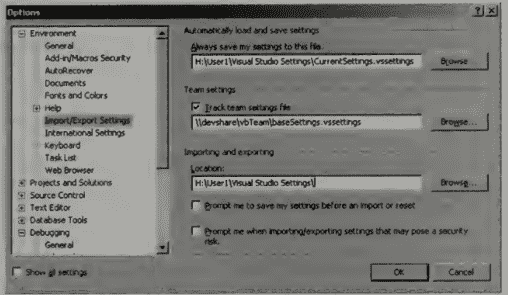 Options
Environment
General
Add-in/Macros Security
AutoRecover
Documents
Fonts and Colors
Help
Import/Export Settings
International Settings
Keyboard
Task List
Web Browser
Projects and Solutions
Source Control
Text Editor
Database Tools
Debugging
General
Show all settings
Automatically load and save settings
Always save my settings to this file:
H:\User1\Visual Studio Settings\CurrentSettings.vssettings
Browse...
Team settings
Track team settings file
\\devshare\vbTeam\baseSettings.vssettings
Browse...
Importing and exporting
Location:
H:\User1\Visual Studio Settings\
Browse...
Prompt me to save my settings before an import or reset
Prompt me when importing/exporting settings that may pose a security
risk.
OK
Cancel